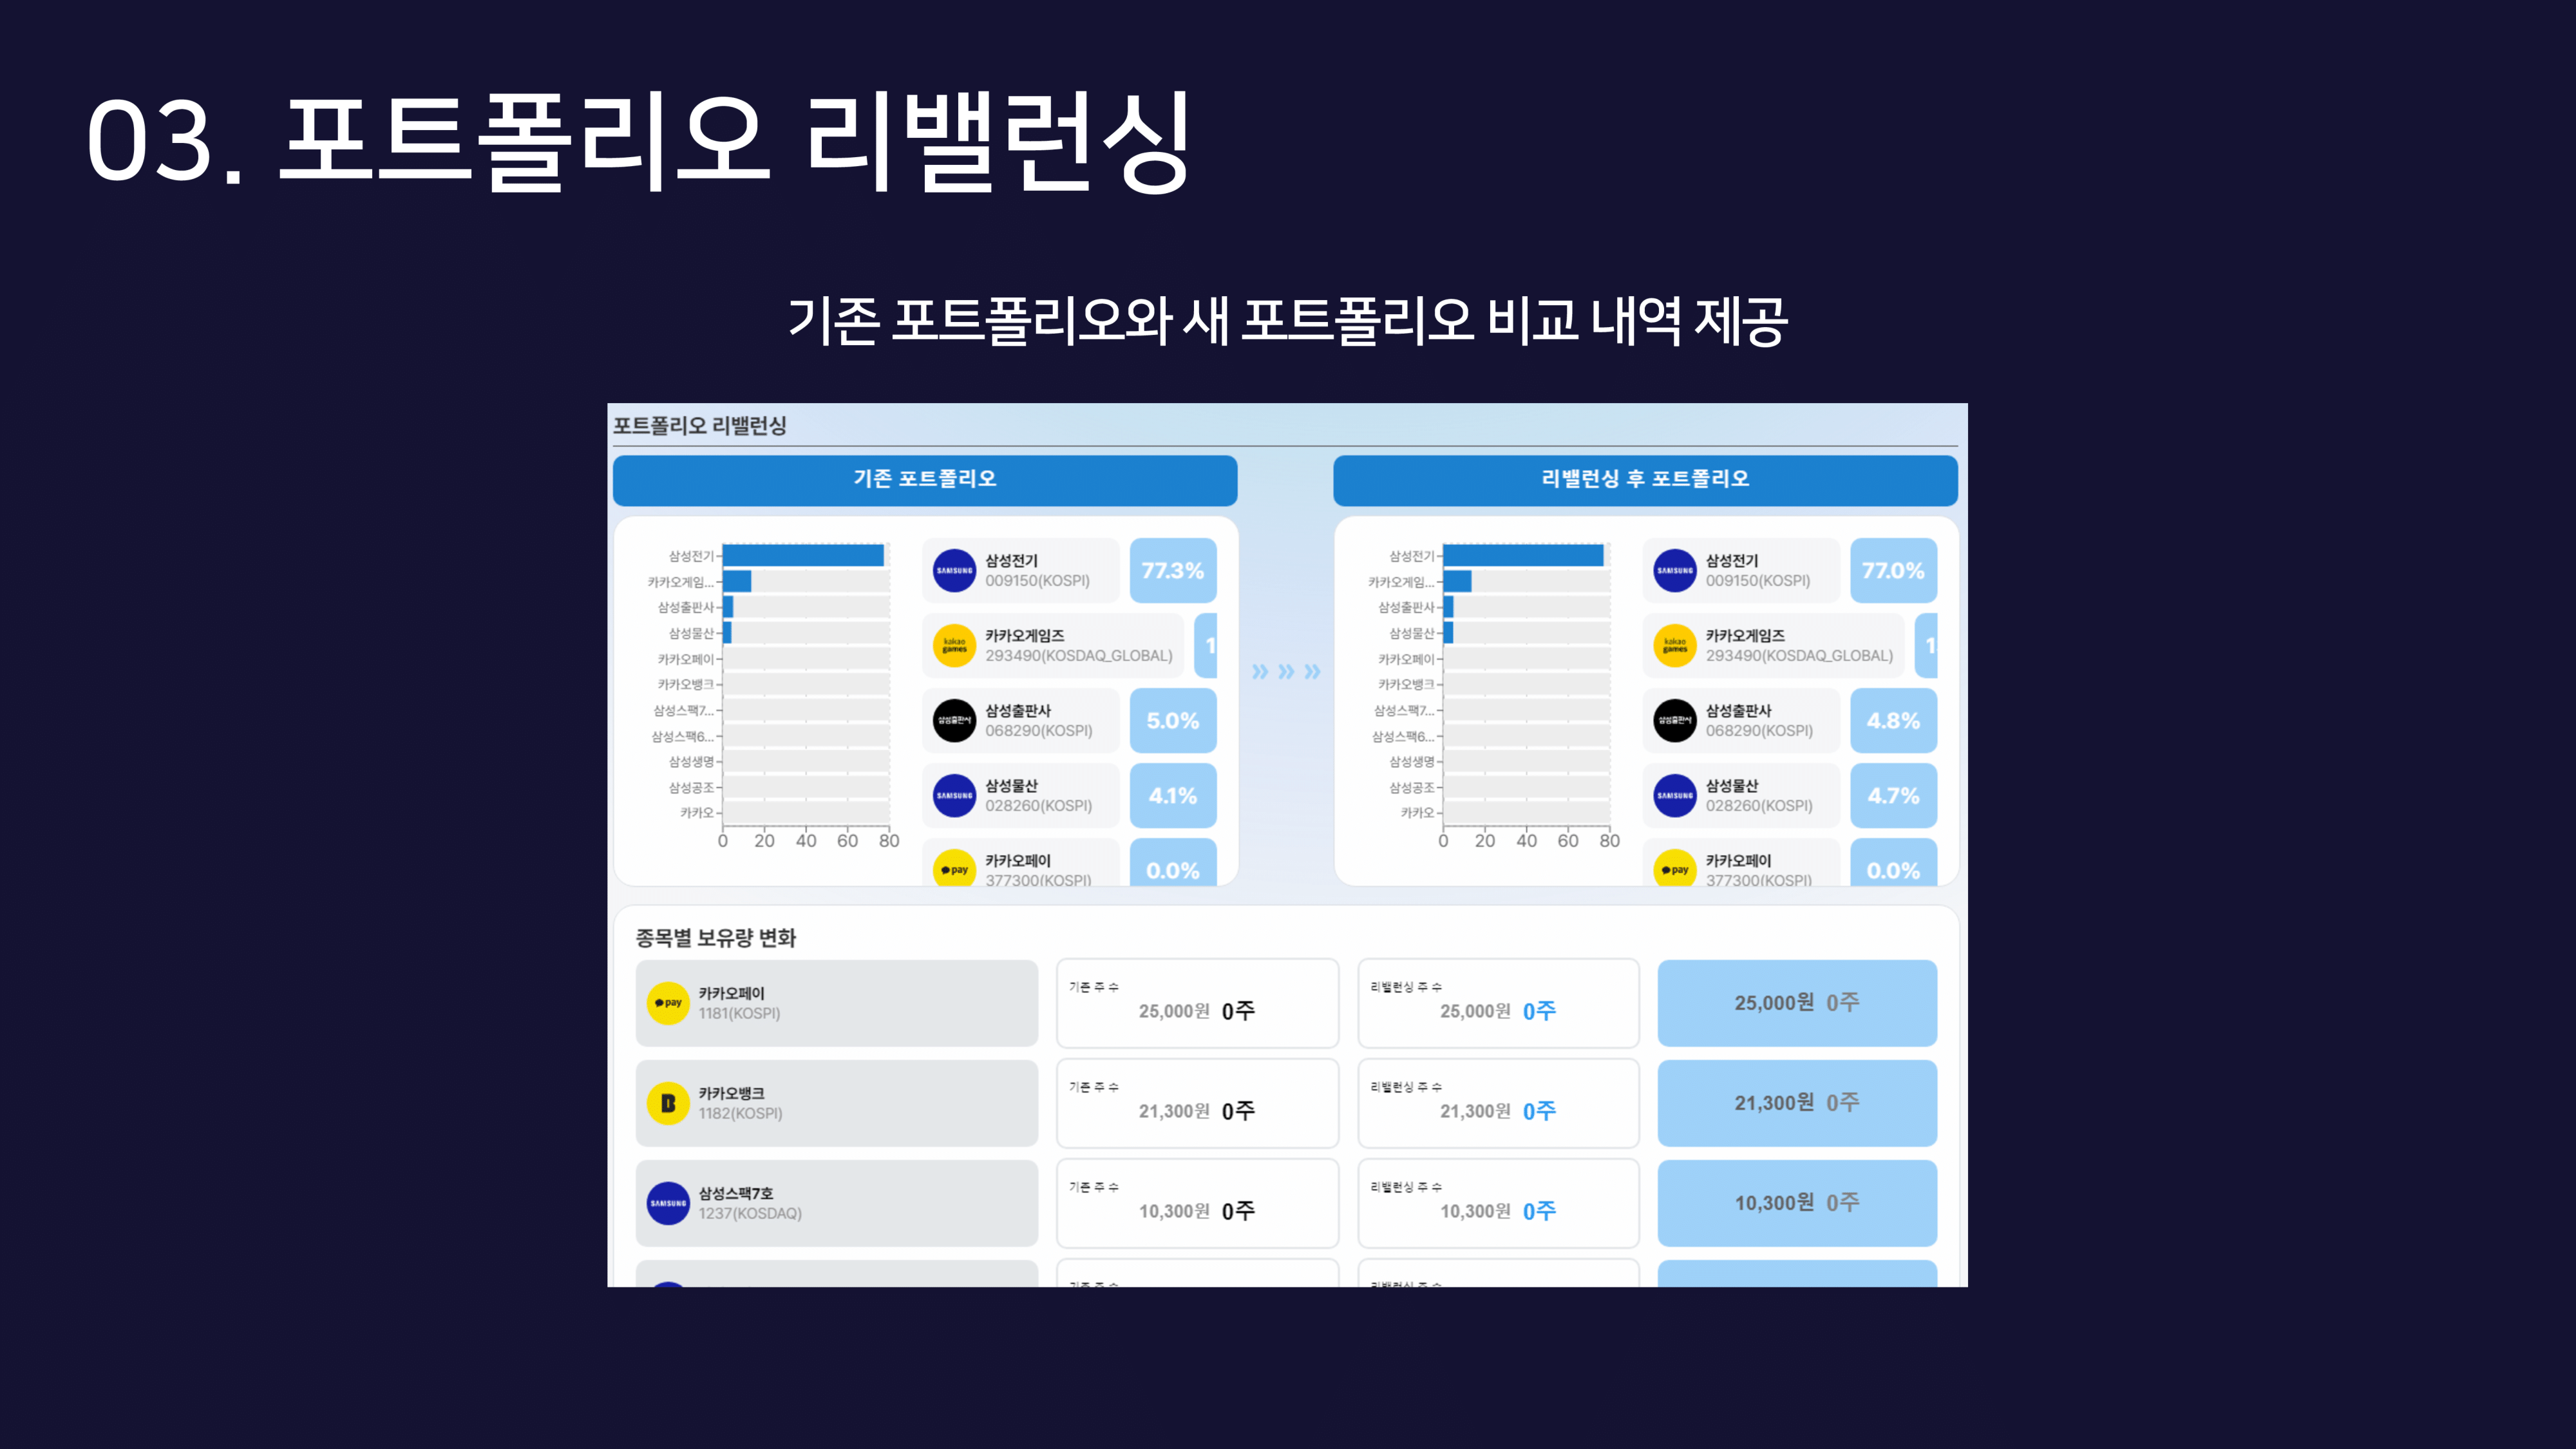 03. 포트폴리오 리밸런싱
기존 포트폴리오와 새 포트폴리오 비교 내역 제공
포트폴리오 리밸런싱
기존 포트폴리오
삼성전기
카카오게임...
삼성출판사
삼성물산
카카오페이
카카오뱅크
삼성스팩7...
삼성스팩6...
삼성생명
삼성공조
카카오
0 20 40 60 80
SAMSUNG
삼성전기
009150(KOSPI)
77.3%
kakao
games
카카오게임즈
293490(KOSDAQ_GLOBAL)
1
삼성출판사
삼성출판사
068290(KOSPI)
5.0%
SAMSUNG
삼성물산
028260(KOSPI)
4.1%
pay
카카오페이
377300(KOSPI)
0.0%
» » »
리밸런싱 후 포트폴리오
삼성전기
카카오게임...
삼성출판사
삼성물산
카카오페이
카카오뱅크
삼성스팩7...
삼성스팩6...
삼성생명
삼성공조
카카오
0 20 40 60 80
SAMSUNG
삼성전기
009150(KOSPI)
77.0%
kakao
games
카카오게임즈
293490(KOSDAQ_GLOBAL)
1
삼성출판사
삼성출판사
068290(KOSPI)
4.8%
SAMSUNG
삼성물산
028260(KOSPI)
4.7%
pay
카카오페이
377300(KOSPI)
0.0%
종목별 보유량 변화
pay
카카오페이
1181(KOSPI)
기존 주 수
25,000원 0주
리밸런싱 주 수
25,000원 0주
25,000원 0주
B
카카오뱅크
1182(KOSPI)
기존 주 수
21,300원 0주
리밸런싱 주 수
21,300원 0주
21,300원 0주
SAMSUNG
삼성스팩7호
1237(KOSDAQ)
기존 주 수
10,300원 0주
리밸런싱 주 수
10,300원 0주
10,300원 0주
기존 주 수
리밸런싱 주 수